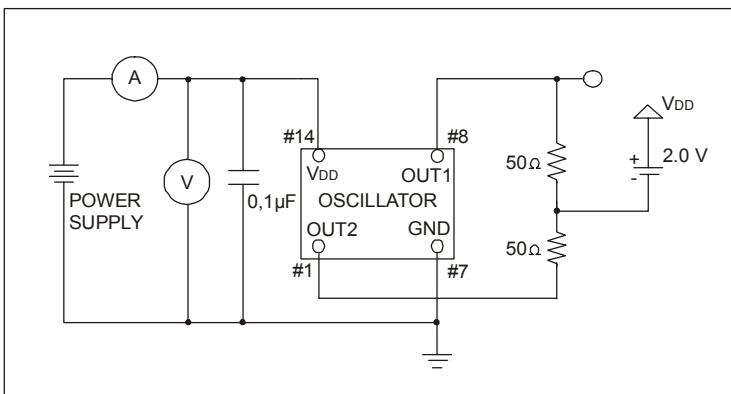 A
VDD
#14
#8
50Ω
+
-
2.0 V
V
POWER
SUPPLY
0,1µF
VDD
OUT1
OSCILLATOR
OUT2
GND
#1
#7
50Ω